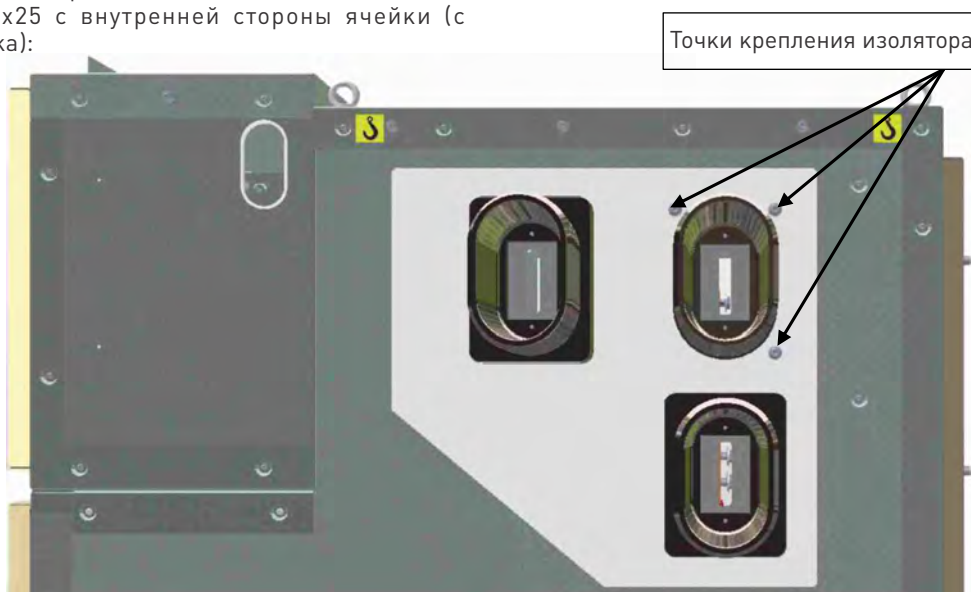 х25 с внутренней стороны ячейки (с
ка):
Точки крепления изолятора